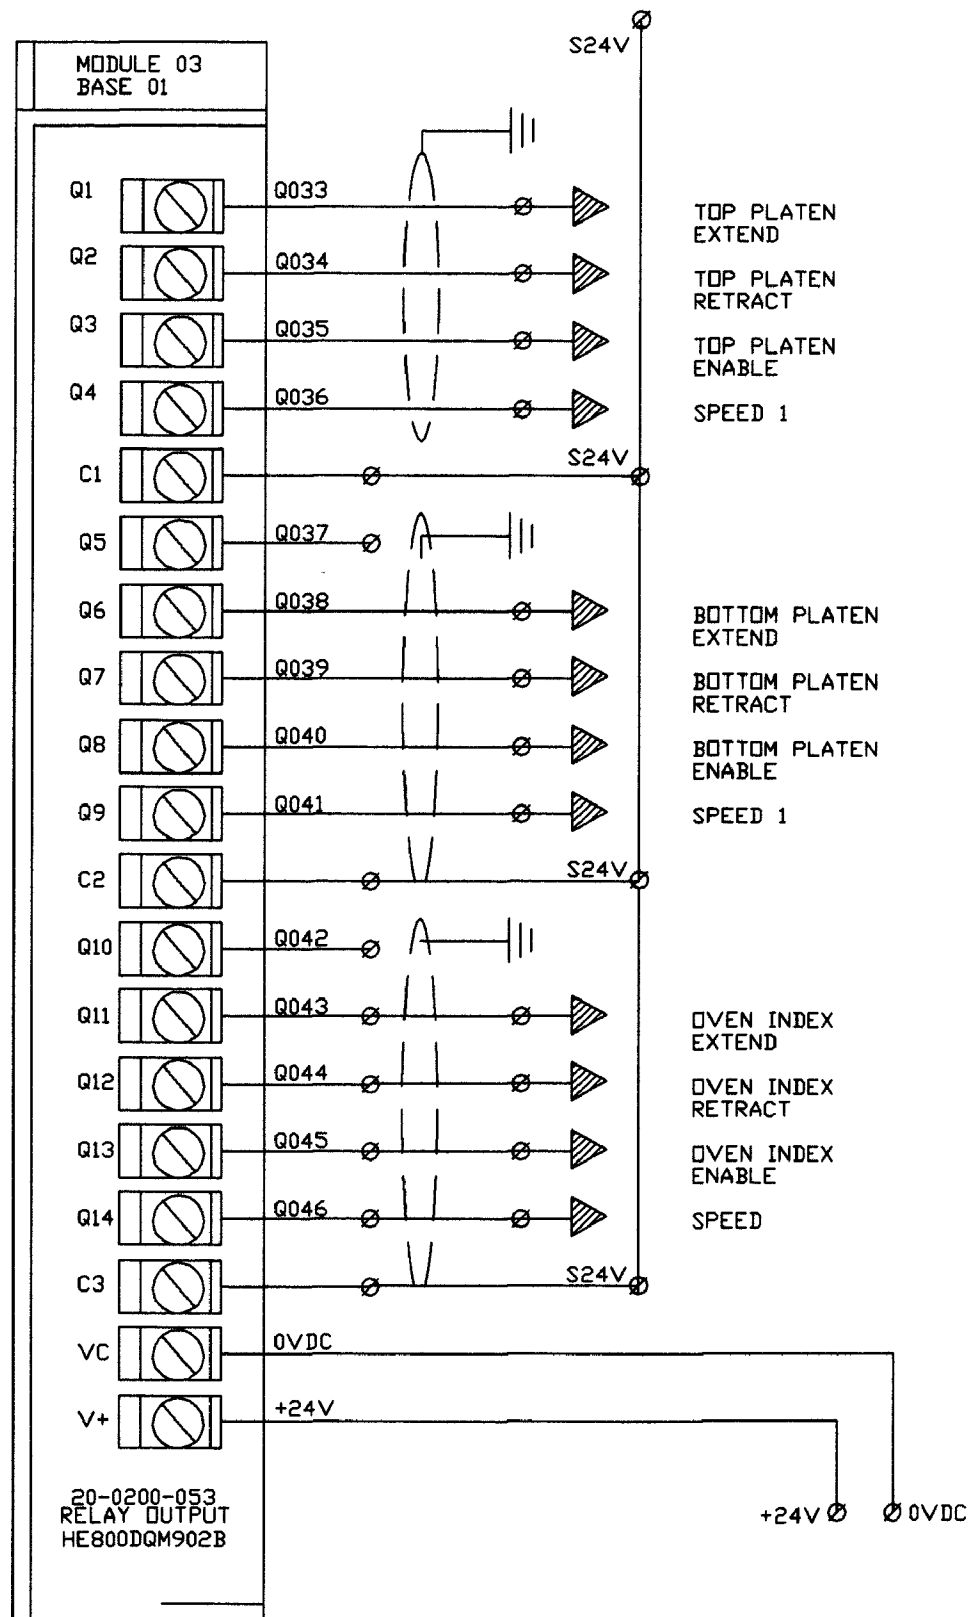 S24V
MODULE 03
BASE 01
Q1
Q033
TOP PLATEN
EXTEND
Q2
Q034
TOP PLATEN
RETRACT
Q3
Q035
TOP PLATEN
ENABLE
Q4
Q036
SPEED 1
C1
S24V
Q5
Q037
Q6
Q038
BOTTOM PLATEN
EXTEND
Q7
Q039
BOTTOM PLATEN
RETRACT
Q8
Q040
BOTTOM PLATEN
ENABLE
Q9
Q041
SPEED 1
C2
S24V
Q10
Q042
Q11
Q043
OVEN INDEX
EXTEND
Q12
Q044
OVEN INDEX
RETRACT
Q13
Q045
OVEN INDEX
ENABLE
Q14
Q046
SPEED
C3
S24V
VC
0VDC
V+
+24V
20-0200-053
RELAY OUTPUT
HE800DQM902B
+24V
0VDC